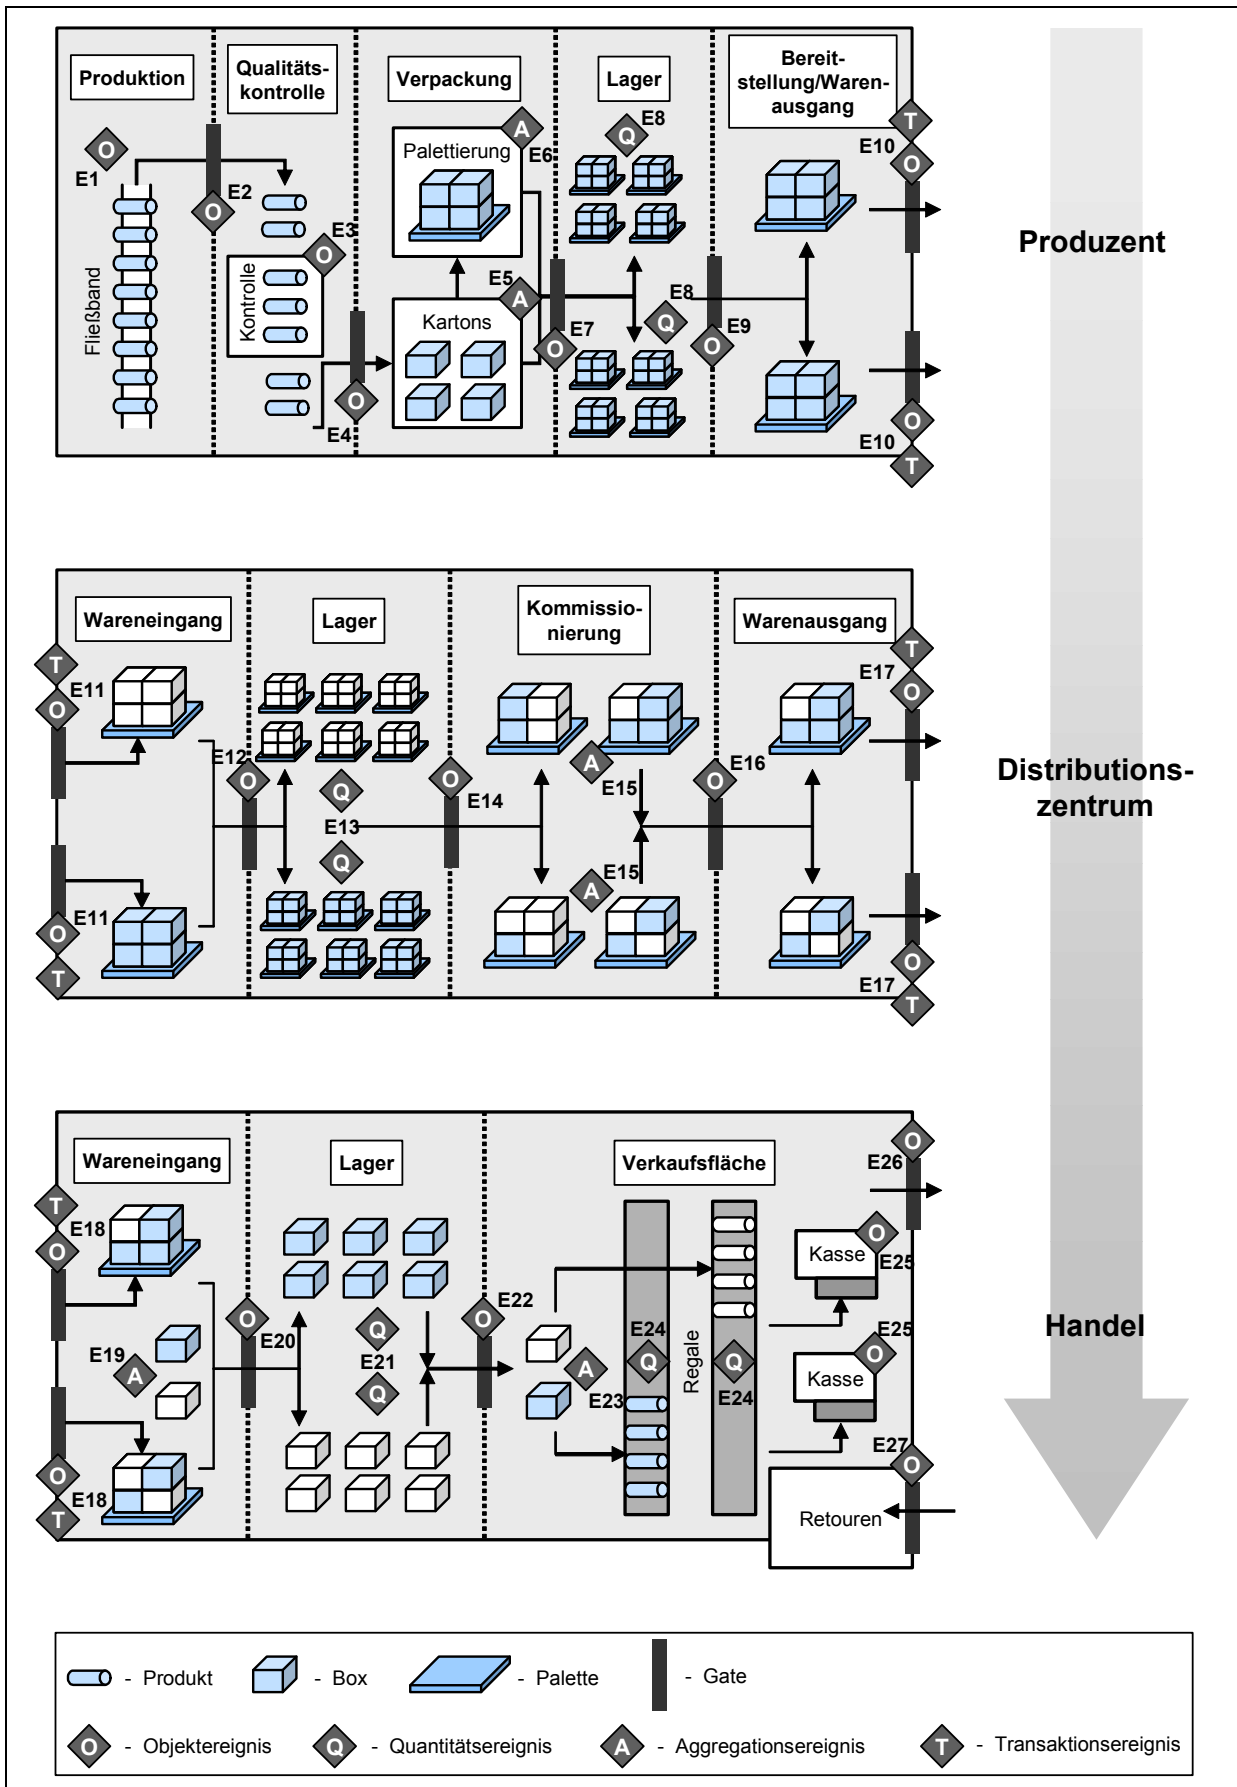 Produktion
Qualitäts-
kontrolle
Verpackung
Lager
Bereit-
stellung/Waren-
ausgang
O
E1
E2
O
O
E3
Kontrolle
Fließband
O
E4
A
E6
Palettierung
E5
A
Kartons
O
E7
Q
E8
E8
Q
O
E9
T
E10
O
O
E10
T
Produzent
Wareneingang
Lager
Kommissio-
nierung
Warenausgang
T
E11
O
E11
O
T
E12
O
Q
E13
Q
O
E14
A
E15
E15
A
O
E16
T
E17
O
O
E17
T
Distributions-
zentrum
Wareneingang
Lager
Verkaufsfläche
T
E18
O
E19
A
O
E18
T
O
E20
Q
E21
Q
O
E22
A
E23
E24
Q
Regale
Q
E24
Kasse
O
E25
E25
O
Kasse
O
E26
E27
O
Retouren
Handel
- Produkt
- Box
- Palette
- Gate
O - Objektereignis
Q - Quantitätsereignis
A - Aggregationsereignis
T - Transaktionsereignis